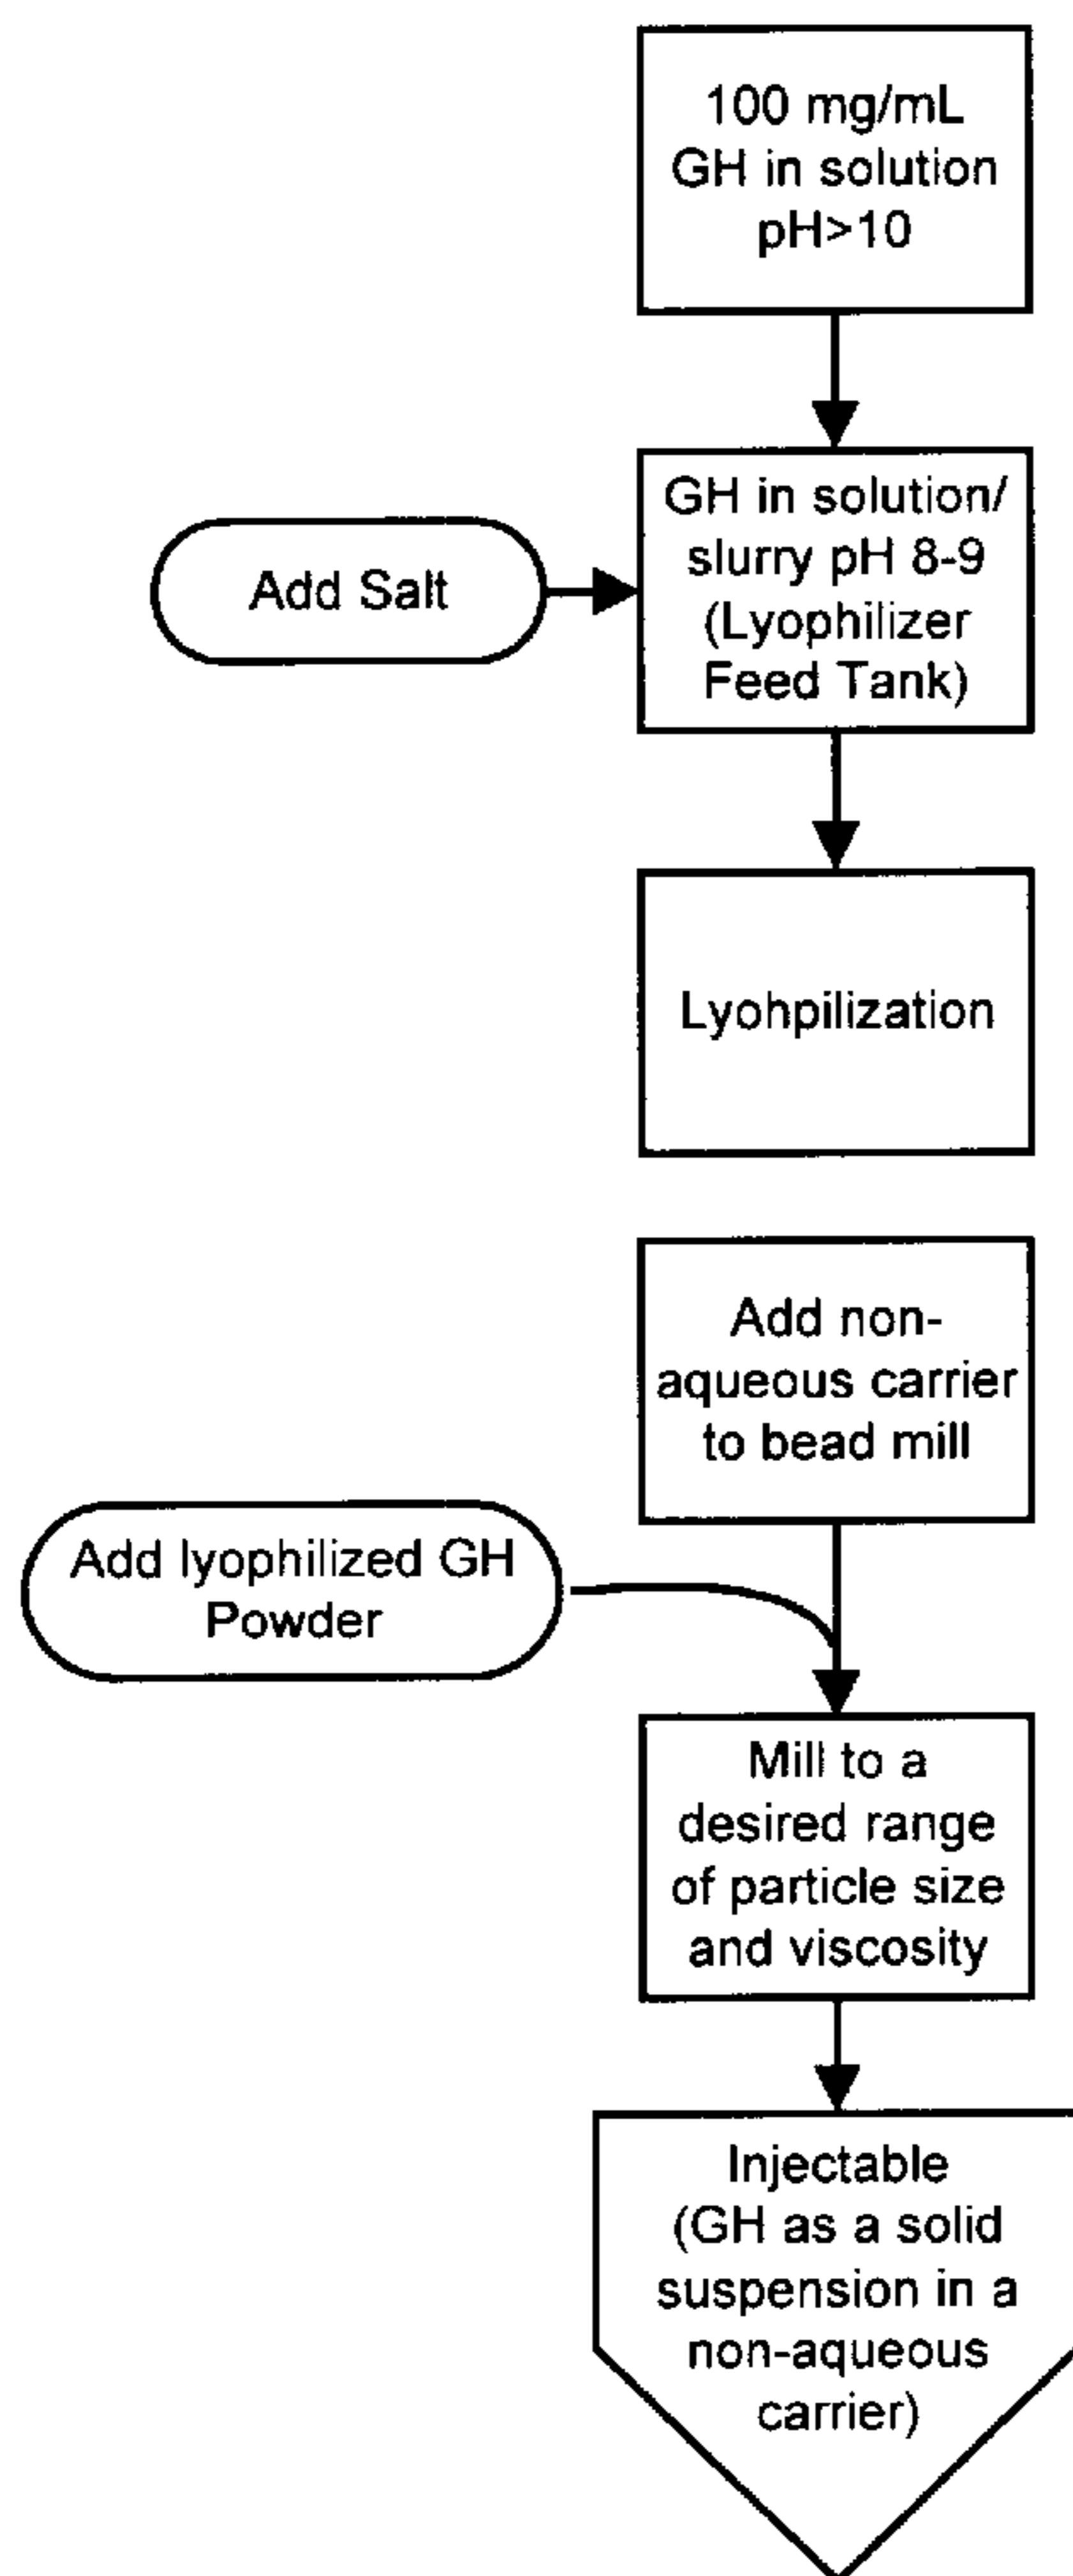 100 mg/mL
GH in solution
pH>10
GH in solution/
slurry pH 8-9
(Lyophilizer
Feed Tank)
Add Salt
Lyohpilization
Add non-
aqueous carrier
to bead mill
Add lyophilized GH
Powder
Mill to a
desired range
of particle size
and viscosity
Injectable
(GH as a solid
suspension in a
non-aqueous
carrier)